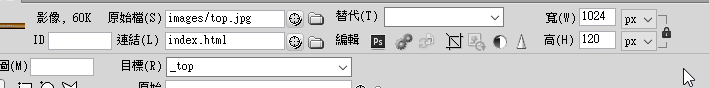 影像, 60K 原始檔(S) images/top.jpg 替代(T) 寬(W) 1024 px
ID 連結(L) index.html 編輯 Ps 高(H) 120 px
圖(M) 目標(R) _top
原始